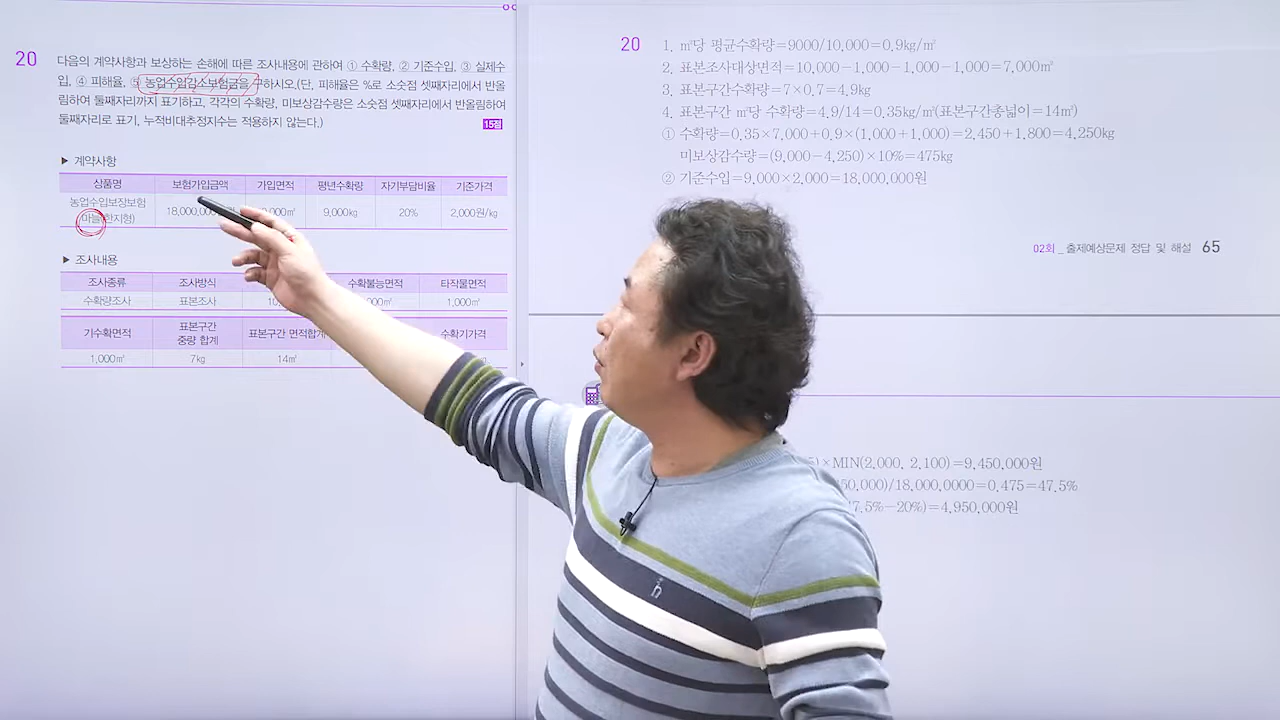 20
다음의 계약사항과 보상하는 손해에 따른 조사내용에 관하여 ① 수확량, ② 기준수입, ③ 실제수
입, ④ 피해율, ⑤ 농업수입감소보험금을 구하시오.(단, 피해율은 %로 소숫점 셋째자리에서 반올
림하여 둘째자리까지 표기하고, 각각의 수확량, 미보상감수량은 소숫점 셋째자리에서 반올림하여
둘째자리로 표기, 누적비대추정지수는 적용하지 않는다.)
15점
▶ 계약사항
상품명 보험가입금액 가입면적 평년수확량 자기부담비율 기준가격
농업수입보장보험
마늘(한지형) 18,000,00 ,000㎡ 9,000kg 20% 2,000원/kg
▶ 조사내용
조사종류 조사방식 수확불능면적 타작물면적
수확량조사 표본조사 10, 00㎡ 1,000㎡
기수확면적 표본구간
중량 합계 표본구간 면적합계 수확기가격
1,000㎡ 7kg 14㎡
20
1. ㎡당 평균수확량=9000/10,000=0.9kg/㎡
2. 표본조사대상면적=10,000-1,000-1,000-1,000=7,000㎡
3. 표본구간수확량=7×0.7=4.9kg
4. 표본구간 ㎡당 수확량=4.9/14=0.35kg/㎡(표본구간총넓이=14㎡)
① 수확량=0.35×7,000+0.9×(1,000+1,000)=2,450+1,800=4,250kg
미보상감수량=(9,000-4,250)×10%=475kg
② 기준수입=9,000×2,000=18,000,000원
02회 _ 출제예상문제 정답 및 해설 65
5)×MIN(2,000, 2,100)=9,450,000원
50,000)/18,000,0000=0.475=47.5%
7.5%-20%)=4,950,000원